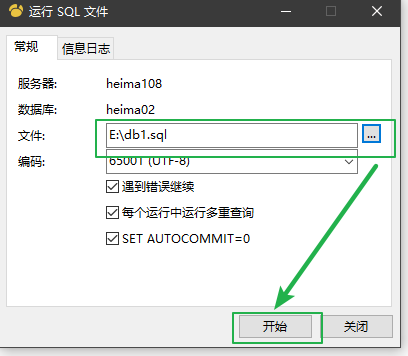 运行 SQL 文件
常规 信息日志
服务器: heima108
数据库: heima02
文件: E:\db1.sql ...
编码: 65001 (UTF-8)
遇到错误继续
每个运行中运行多重查询
SET AUTOCOMMIT=0
开始 关闭